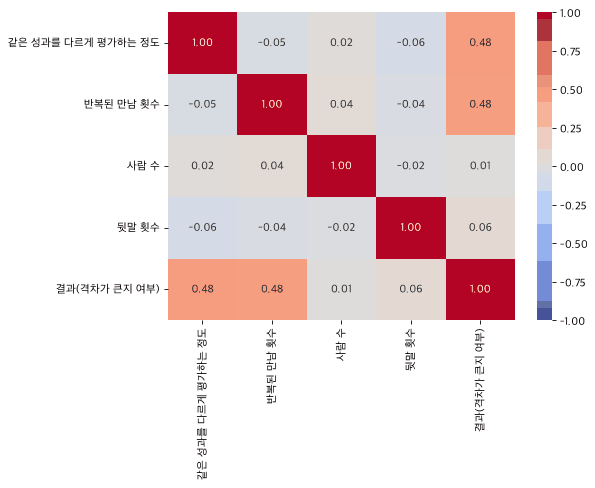 같은 성과를 다르게 평가하는 정도 1.00 -0.05 0.02 -0.06 0.48
반복된 만남 횟수 -0.05 1.00 0.04 -0.04 0.48
사람 수 0.02 0.04 1.00 -0.02 0.01
뒷말 횟수 -0.06 -0.04 -0.02 1.00 0.06
결과(격차가 큰지 여부) 0.48 0.48 0.01 0.06 1.00
같은 성과를 다르게 평가하는 정도
반복된 만남 횟수
사람 수
뒷말 횟수
결과(격차가 큰지 여부)
1.00
0.75
0.50
0.25
0.00
-0.25
-0.50
-0.75
-1.00